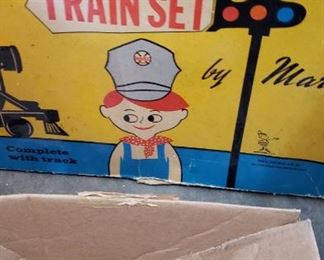 TRAIN SET
by Mar
Complete
with track